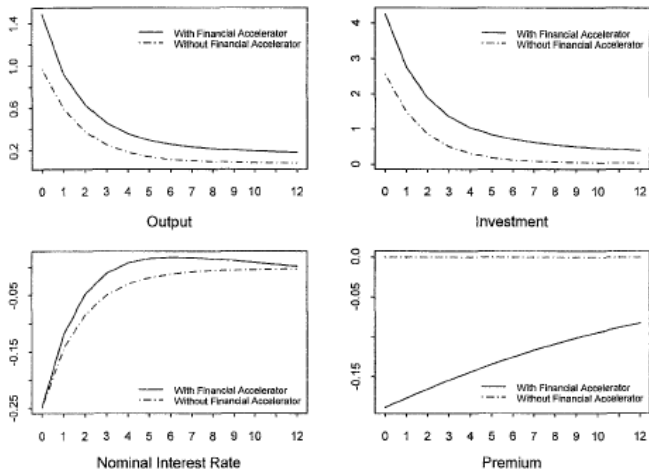 1.4
1.0
0.6
0.2
With Financial Accelerator
Without Financial Accelerator
0 1 2 3 4 5 6 7 8 9 10 12
Output
4
3
2
1
0
With Financial Accelerator
Without Financial Accelerator
0 1 2 3 4 5 6 7 8 9 10 12
Investment
-0.05
-0.15
-0.25
With Financial Accelerator
Without Financial Accelerator
0 1 2 3 4 5 6 7 8 9 10 12
Nominal Interest Rate
0.0
-0.05
-0.15
With Financial Accelerator
Without Financial Accelerator
0 1 2 3 4 5 6 7 8 9 10 12
Premium